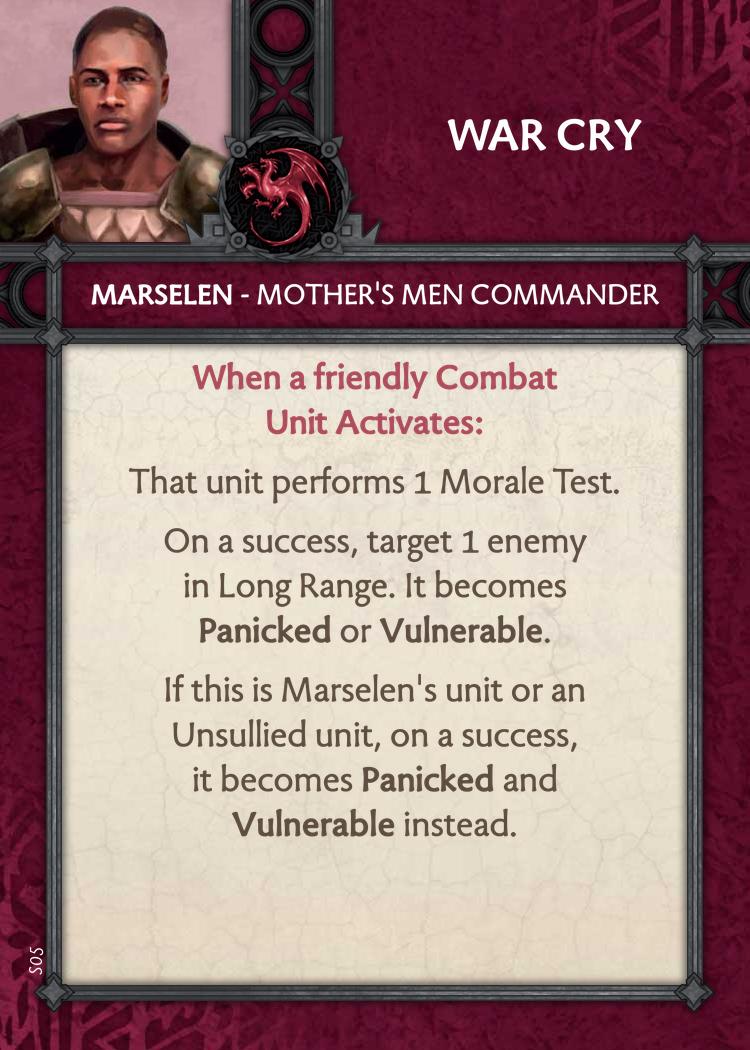 WAR CRY
MARSELEN - MOTHER'S MEN COMMANDER
When a friendly Combat
Unit Activates:
That unit performs 1 Morale Test.
On a success, target 1 enemy
in Long Range. It becomes
Panicked or Vulnerable.
If this is Marselen's unit or an
Unsullied unit, on a success,
it becomes Panicked and
Vulnerable instead.
S05